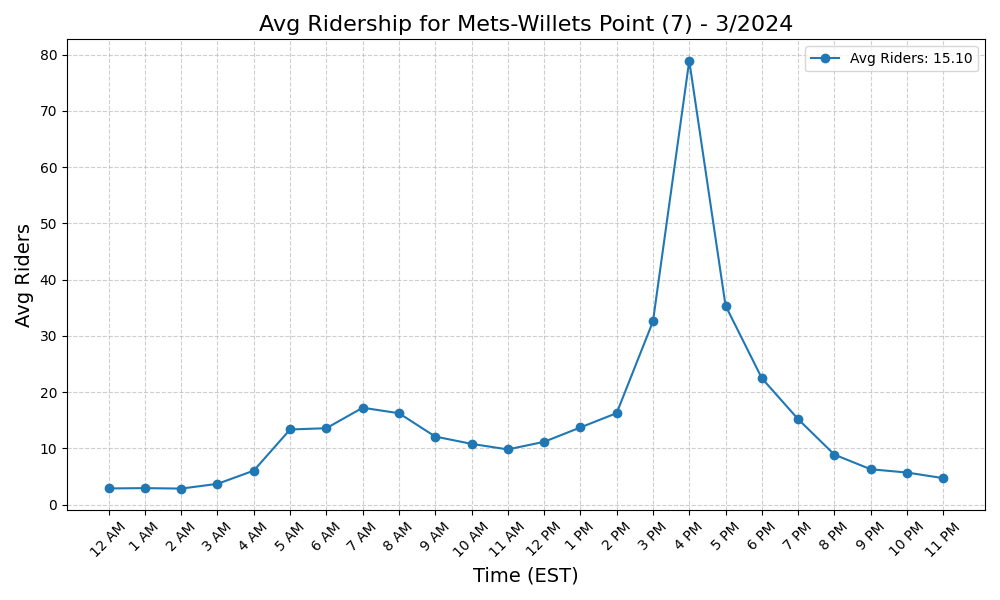 Avg Ridership for Mets-Willets Point (7) - 3/2024
Avg Riders: 15.10
80
70
60
50
40
30
20
10
0
Avg Riders
12 AM
1 AM
2 AM
3 AM
4 AM
5 AM
6 AM
7 AM
8 AM
9 AM
10 AM
11 AM
12 PM
1 PM
2 PM
3 PM
4 PM
5 PM
6 PM
7 PM
8 PM
9 PM
10 PM
11 PM
Time (EST)